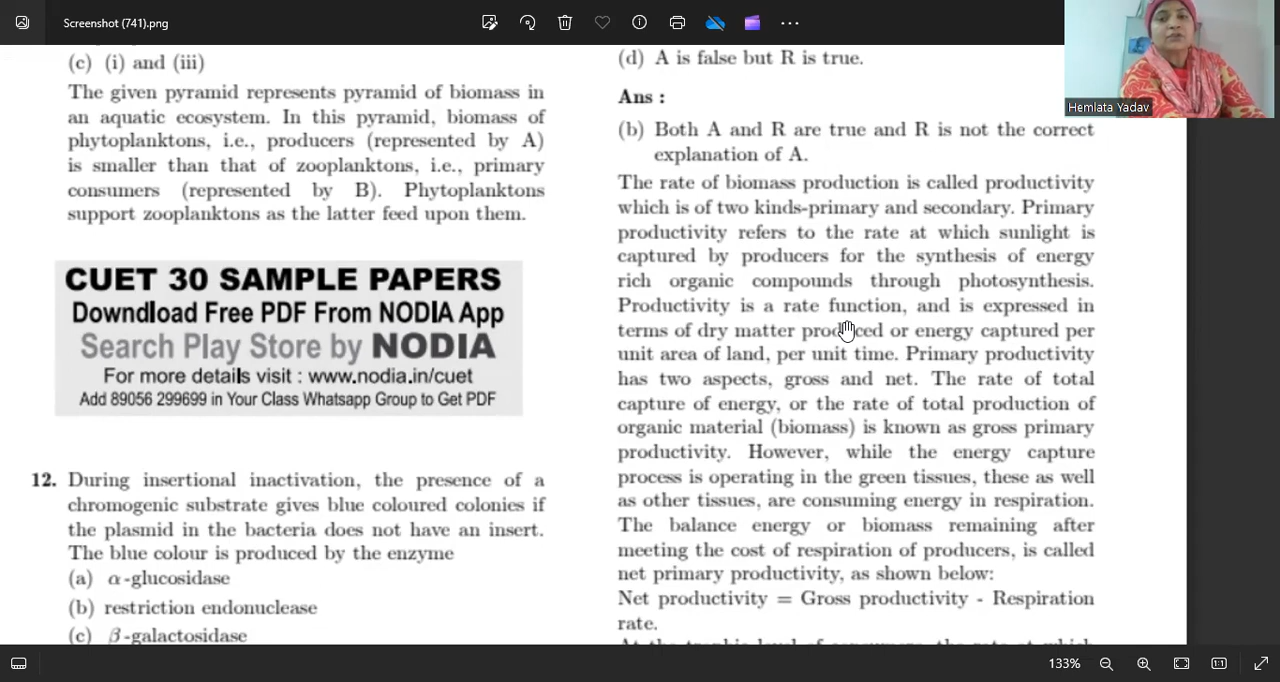 Screenshot (741).png
(c) (i) and (iii)
The given pyramid represents pyramid of biomass in
an aquatic ecosystem. In this pyramid, biomass of
phytoplanktons, i.e., producers (represented by A)
is smaller than that of zooplanktons, i.e., primary
consumers (represented by B). Phytoplanktons
support zooplanktons as the latter feed upon them.
CUET 30 SAMPLE PAPERS
Downdload Free PDF From NODIA App
Search Play Store by NODIA
For more details visit : www.nodia.in/cuet
Add 89056 299699 in Your Class Whatsapp Group to Get PDF
12. During insertional inactivation, the presence of a
chromogenic substrate gives blue coloured colonies if
the plasmid in the bacteria does not have an insert.
The blue colour is produced by the enzyme
(a) α-glucosidase
(b) restriction endonuclease
(c) β-galactosidase
(d) A is false but R is true.
Ans :
(b) Both A and R are true and R is not the correct
explanation of A.
The rate of biomass production is called productivity
which is of two kinds-primary and secondary. Primary
productivity refers to the rate at which sunlight is
captured by producers for the synthesis of energy
rich organic compounds through photosynthesis.
Productivity is a rate function, and is expressed in
terms of dry matter produced or energy captured per
unit area of land, per unit time. Primary productivity
has two aspects, gross and net. The rate of total
capture of energy, or the rate of total production of
organic material (biomass) is known as gross primary
productivity. However, while the energy capture
process is operating in the green tissues, these as well
as other tissues, are consuming energy in respiration.
The balance energy or biomass remaining after
meeting the cost of respiration of producers, is called
net primary productivity, as shown below:
Net productivity = Gross productivity - Respiration
rate.
At the trophic level of consumers, the rate at which
Hemlata Yadav
133%